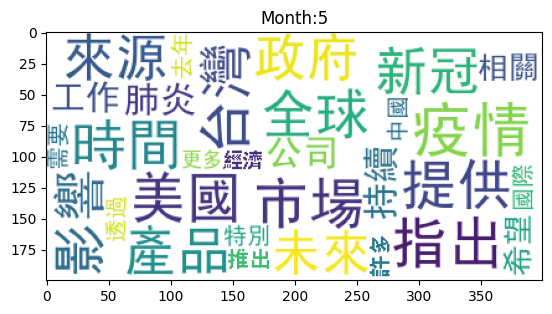 Month:5
0
25
50
75
100
125
150
175
來源
去年
台灣
政府
新冠
相關
工作
肺炎
全球
中國
疫情
需要
時間
更多
經濟
公司
持續
提供
國際
影響
透過
美國
市場
產品
特別
推出
未來
許多
指出
希望
0 50 100 150 200 250 300 350